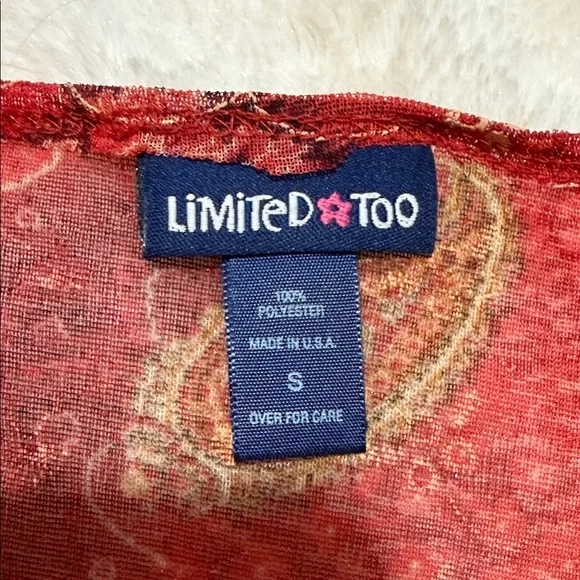 LiMiTeD TOO
100%
POLYESTER
MADE IN U.S.A.
S
OVER FOR CARE